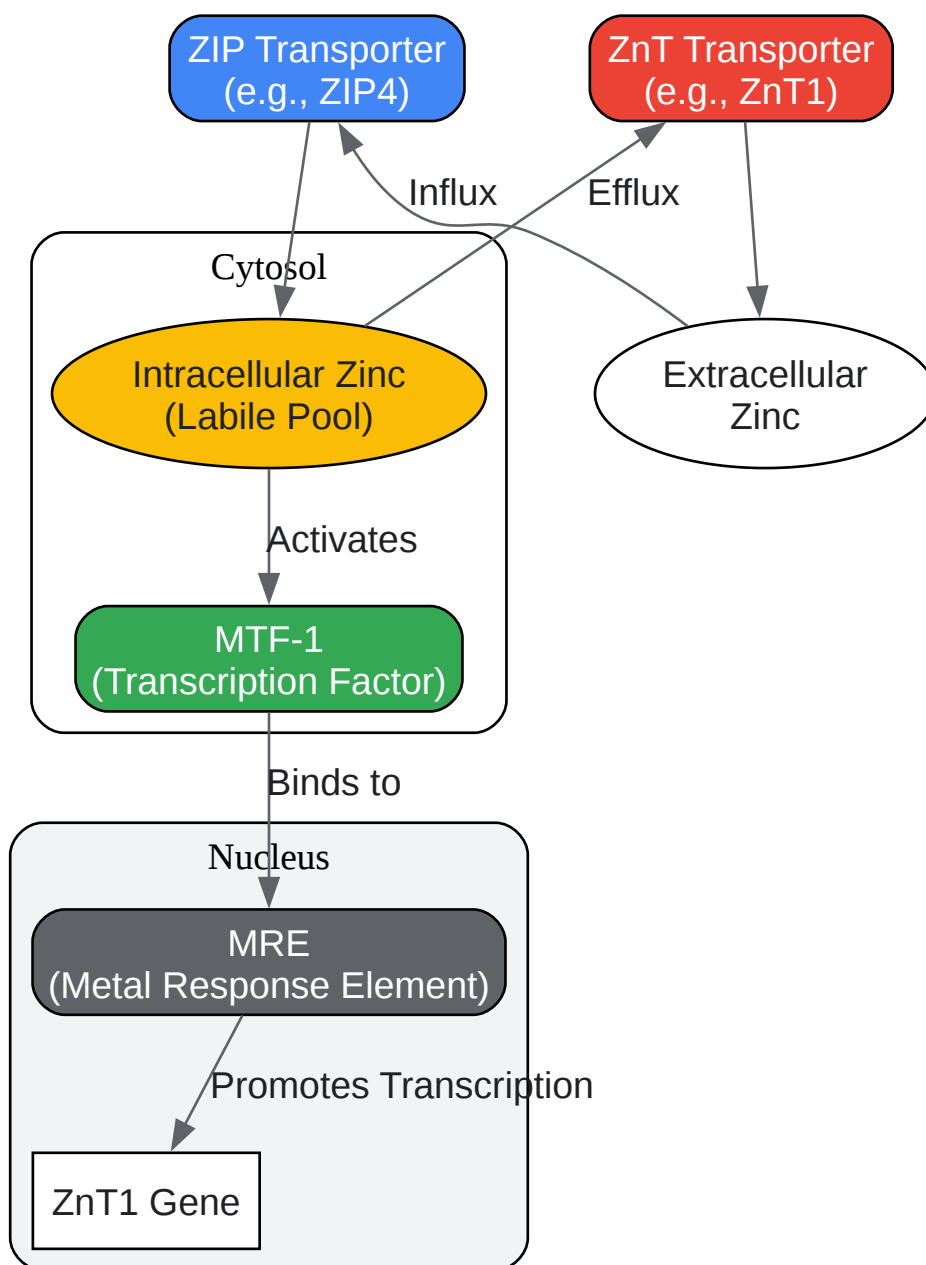 ZIP Transporter
(e.g., ZIP4)
ZnT Transporter
(e.g., ZnT1)
Influx
Efflux
Cytosol
Intracellular Zinc
(Labile Pool)
Extracellular
Zinc
Activates
MTF-1
(Transcription Factor)
Binds to
Nucleus
MRE
(Metal Response Element)
Promotes Transcription
ZnT1 Gene